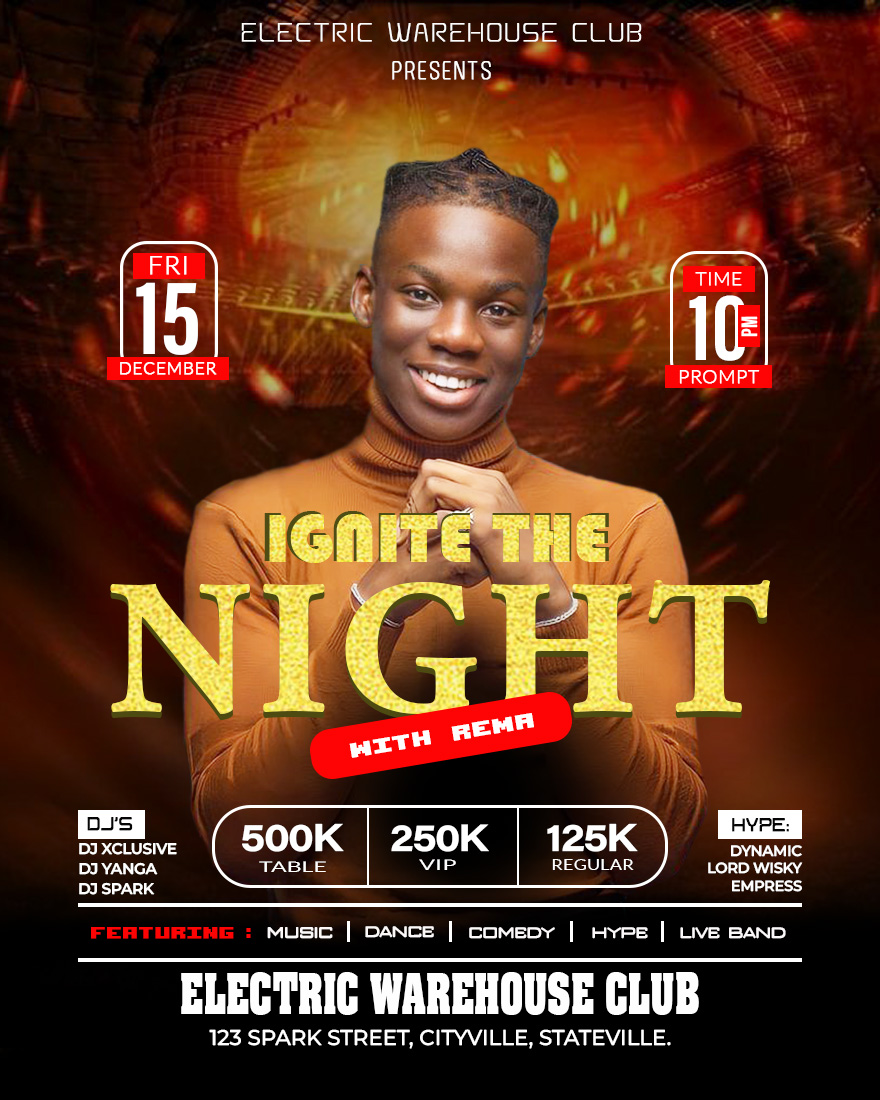 ELECTRIC WAREHOUSE CLUB
PRESENTS
FRI
15
DECEMBER
TIME
10 PM
PROMPT
IGNITE THE
NIGHT
WITH REMA
DJ'S
DJ XCLUSIVE
DJ YANGA
DJ SPARK
500K
TABLE
250K
VIP
125K
REGULAR
HYPE:
DYNAMIC
LORD WISKY
EMPRESS
FEATURING : MUSIC | DANCE | COMEDY | HYPE | LIVE BAND
ELECTRIC WAREHOUSE CLUB
123 SPARK STREET, CITYVILLE, STATEVILLE.